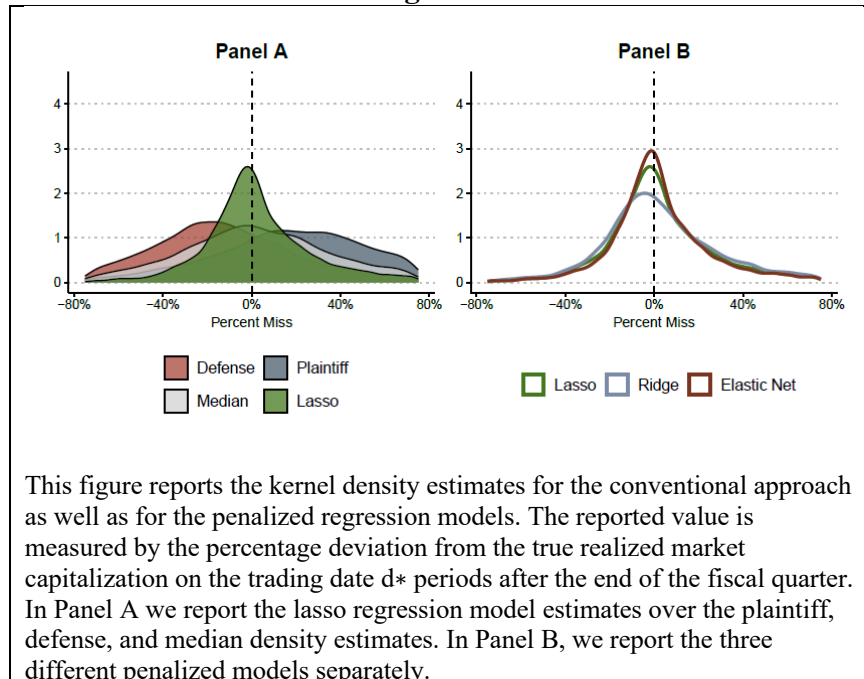 Panel A
Panel B
4
3
2
1
0
−80% −40% 0% 40% 80%
Percent Miss
4
3
2
1
0
−80% −40% 0% 40% 80%
Percent Miss
Defense Plaintiff
Median Lasso
Lasso Ridge Elastic Net
This figure reports the kernel density estimates for the conventional approach
as well as for the penalized regression models. The reported value is
measured by the percentage deviation from the true realized market
capitalization on the trading date d∗ periods after the end of the fiscal quarter.
In Panel A we report the lasso regression model estimates over the plaintiff,
defense, and median density estimates. In Panel B, we report the three
different penalized models separately.